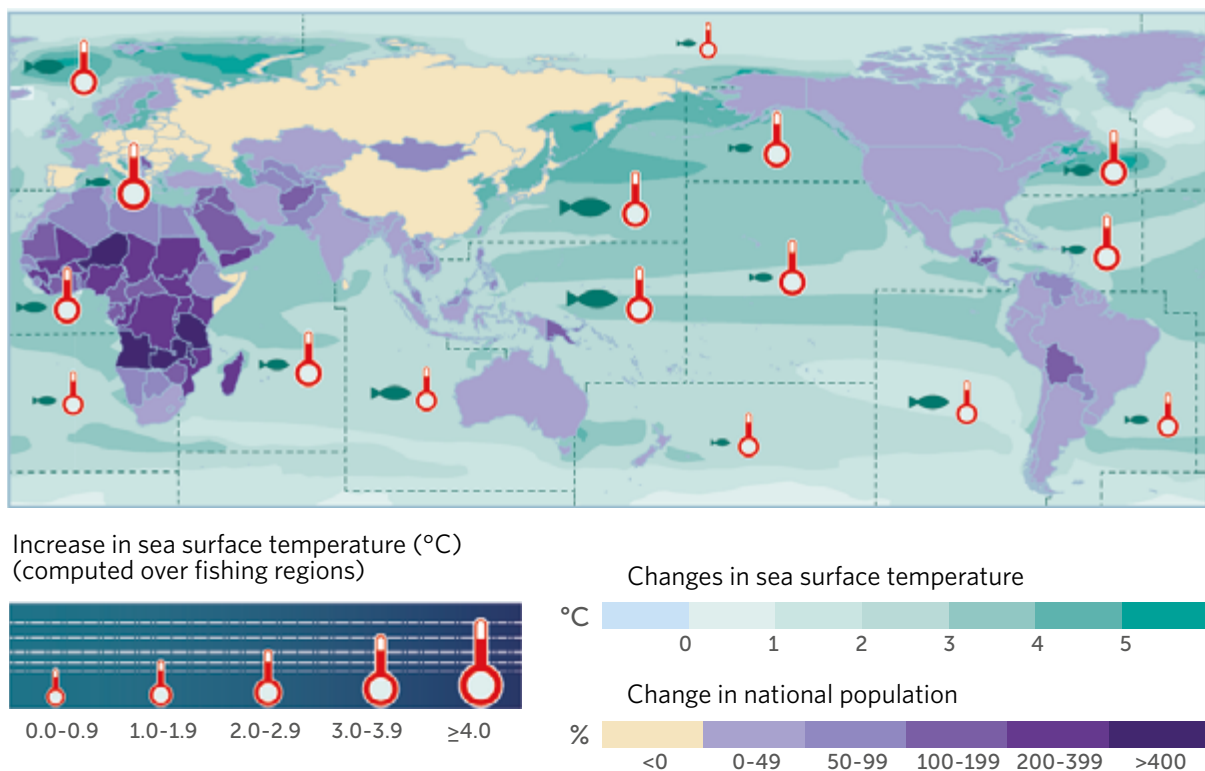 Increase in sea surface temperature (°C)
(computed over fishing regions)
0.0-0.9 1.0-1.9 2.0-2.9 3.0-3.9 ≥4.0
Changes in sea surface temperature
°C
0 1 2 3 4 5
Change in national population
%
<0 0-49 50-99 100-199 200-399 >400